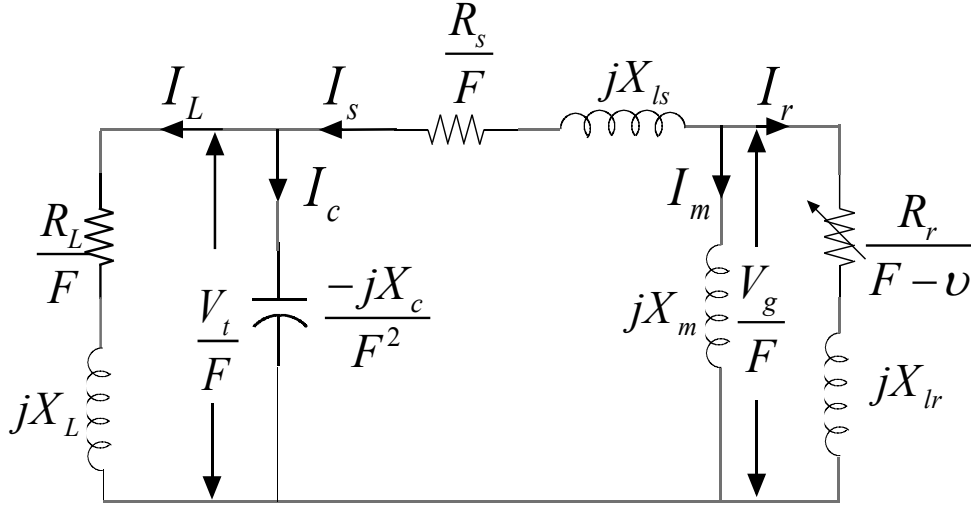 R_s/F
jX_ls
I_L
I_s
I_r
I_c
I_m
R_L/F
V_t/F
-jX_c/F^2
jX_m
V_g/F
R_r/(F - υ)
jX_L
jX_lr